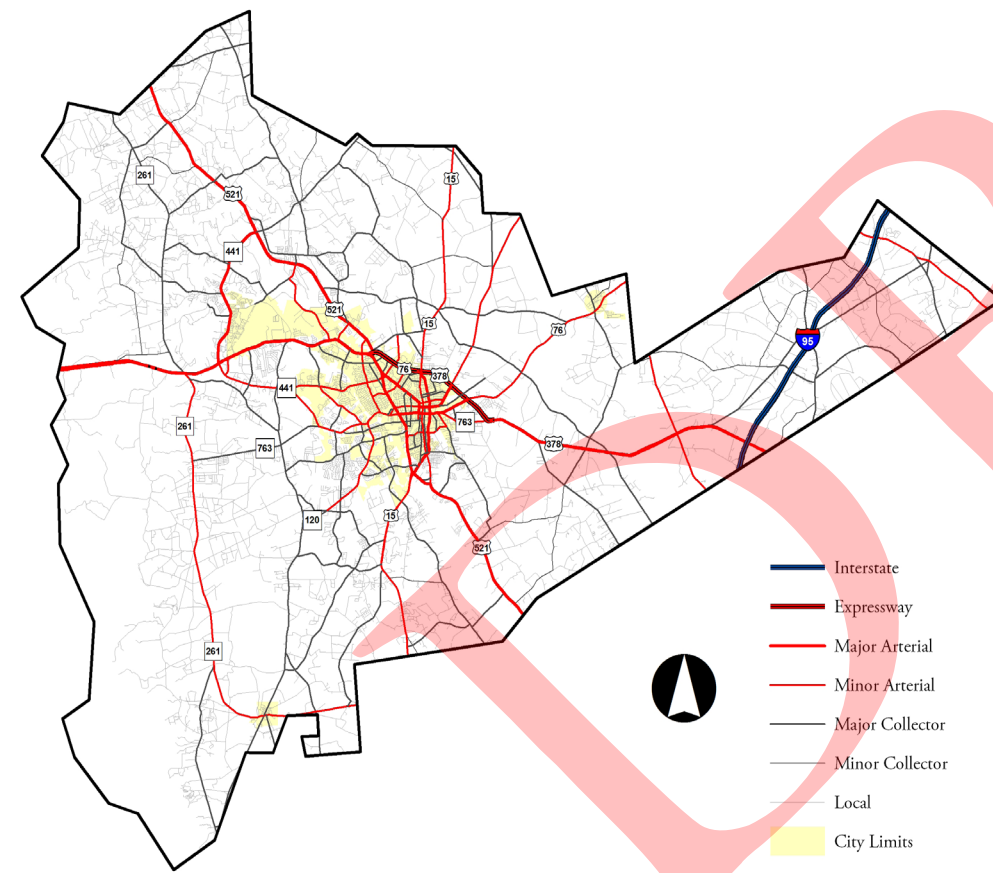 261
15
521
441
521
15
76
95
76
378
441
261
763
763
378
120
15
521
261
Interstate
Expressway
Major Arterial
Minor Arterial
Major Collector
Minor Collector
Local
City Limits